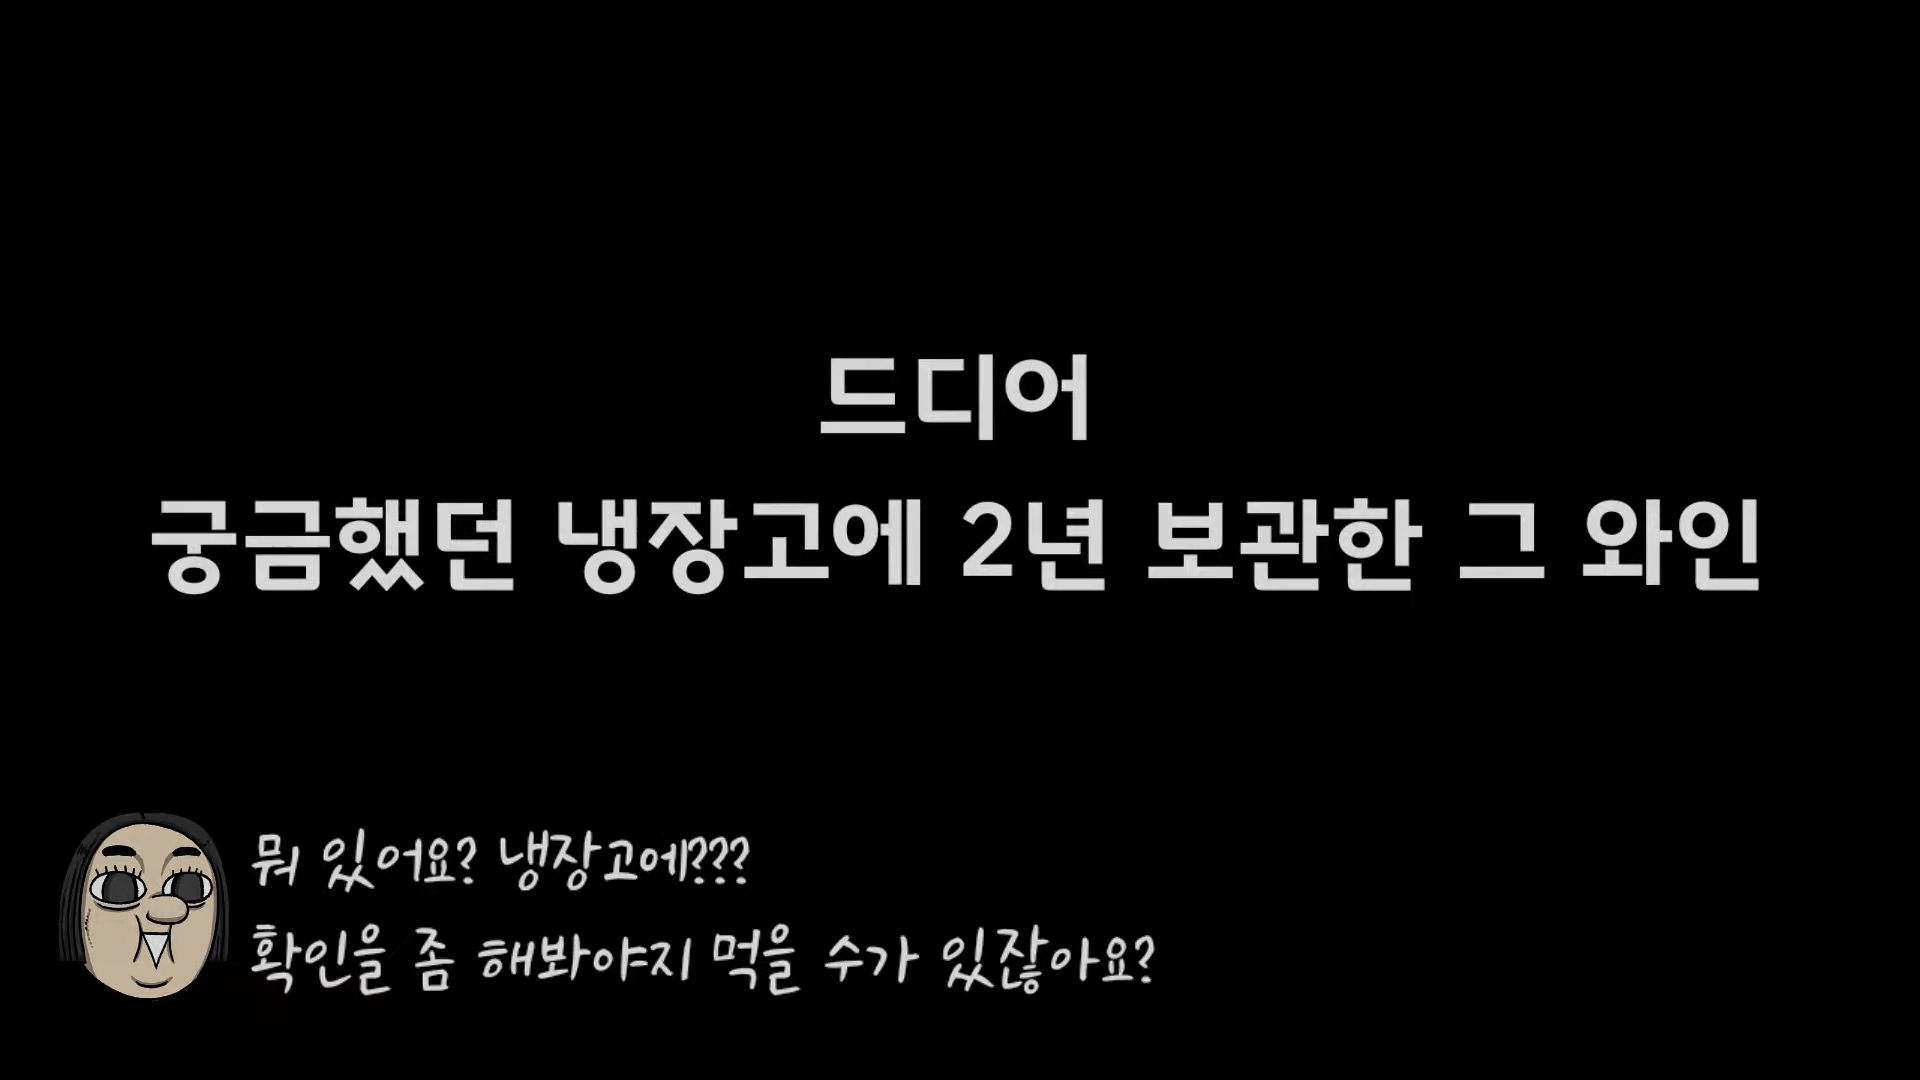 드디어
궁금했던 냉장고에 2년 보관한 그 와인
뭐 있어요? 냉장고에???
확인을 좀 해봐야지 먹을 수가 있잖아요?